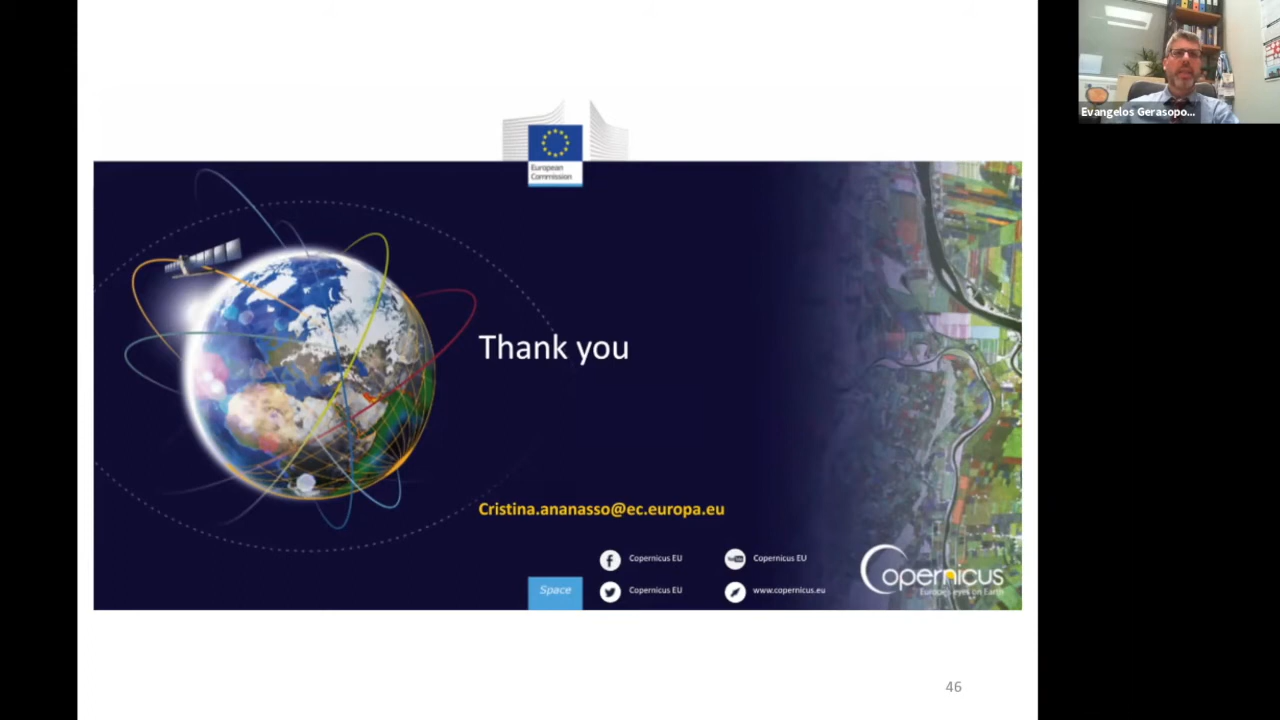 Evangelos Gerasopo...
European
Commission
Thank you
Cristina.ananasso@ec.europa.eu
Copernicus EU
Copernicus EU
Space
Copernicus EU
www.copernicus.eu
opernicus
Europe's eyes on Earth
46